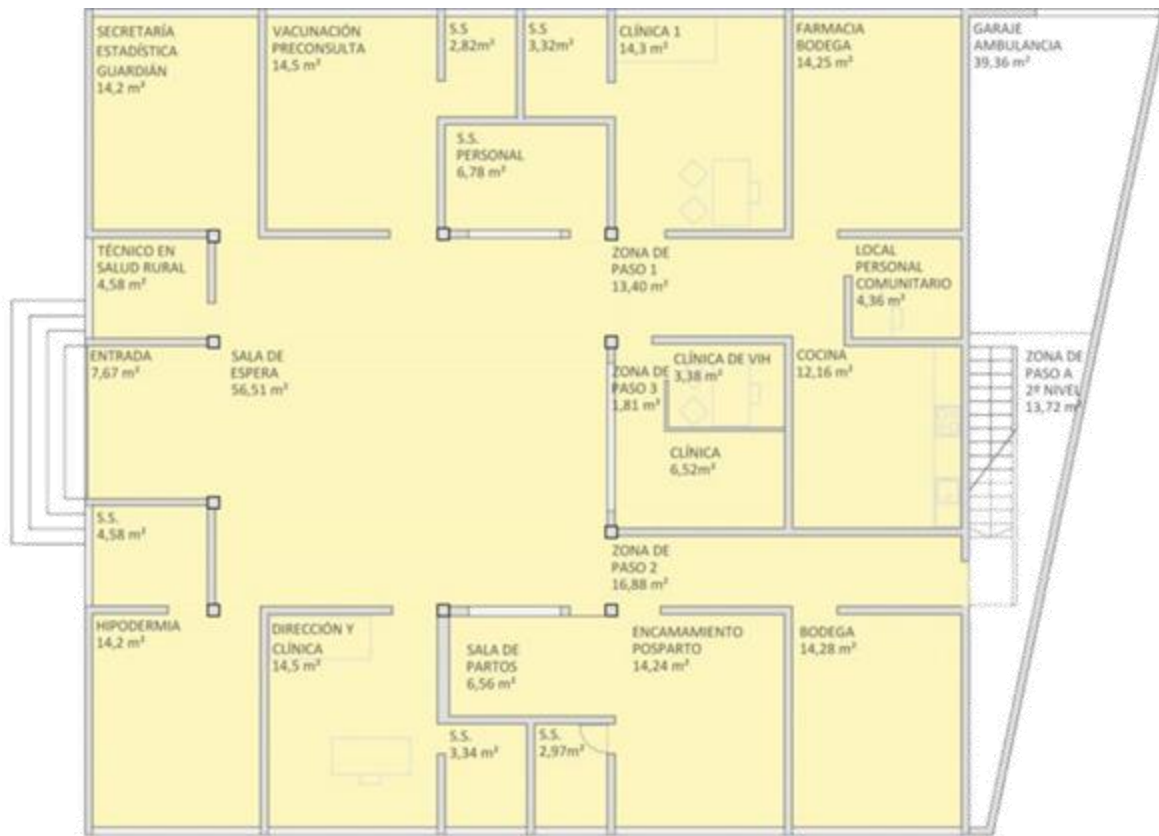 SECRETARÍA
ESTADÍSTICA
GUARDIÁN
14,2 m²
VACUNACIÓN
PRECONSULTA
14,5 m²
S.S
2,82m²
S.S
3,32m²
CLÍNICA 1
14,3 m²
FARMACIA
BODEGA
14,25 m²
GARAJE
AMBULANCIA
39,36 m²
S.S.
PERSONAL
6,78 m²
TÉCNICO EN
SALUD RURAL
4,58 m²
ZONA DE
PASO 1
13,40 m²
LOCAL
PERSONAL
COMUNITARIO
4,36 m²
ENTRADA
7,67 m²
SALA DE
ESPERA
56,51 m²
ZONA DE
PASO 3
1,81 m²
CLÍNICA DE VIH
3,38 m²
COCINA
12,16 m²
ZONA DE
PASO A
2º NIVEL
13,72 m²
CLÍNICA
6,52m²
S.S.
4,58 m²
ZONA DE
PASO 2
16,88 m²
HIPODERMIA
14,2 m²
DIRECCIÓN Y
CLÍNICA
14,5 m²
SALA DE
PARTOS
6,56 m²
ENCAMAMIENTO
POSPARTO
14,24 m²
BODEGA
14,28 m²
S.S.
3,34 m²
S.S.
2,97m²